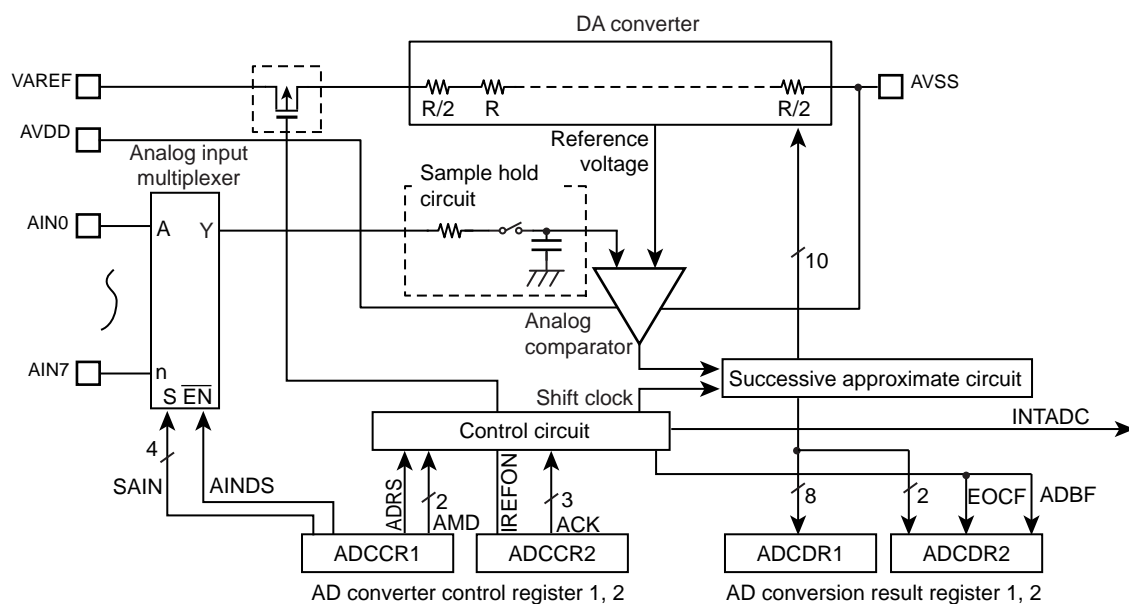 DA converter
VAREF
AVSS
R/2
R
R/2
AVDD
Reference
voltage
Analog input
multiplexer
Sample hold
circuit
AIN0
A
Y
10
Analog
comparator
AIN7
n
S EN
Successive approximate circuit
Shift clock
INTADC
Control circuit
4
SAIN
AINDS
ADRS
2
AMD
IREFON
3
ACK
8
2
EOCF
ADBF
ADCCR1
ADCCR2
ADCDR1
ADCDR2
AD converter control register 1, 2
AD conversion result register 1, 2